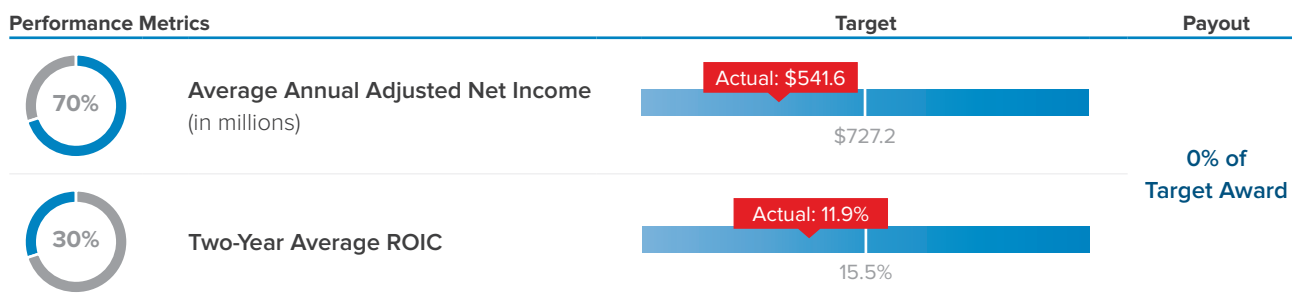 Performance Metrics Target Payout
70%
Average Annual Adjusted Net Income
(in millions)
Actual: $541.6
$727.2
0% of
Target Award
30%
Two-Year Average ROIC
Actual: 11.9%
15.5%